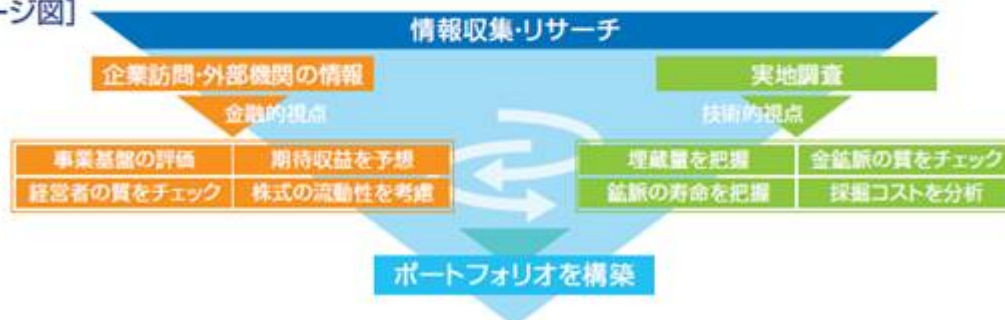 ージ図]
情報収集・リサーチ
企業訪問・外部機関の情報
実地調査
金融的視点
技術的視点
事業基盤の評価
期待収益を予想
経営者の質をチェック
株式の流動性を考慮
埋蔵量を把握
金鉱脈の質をチェック
鉱脈の寿命を把握
採掘コストを分析
ポートフォリオを構築